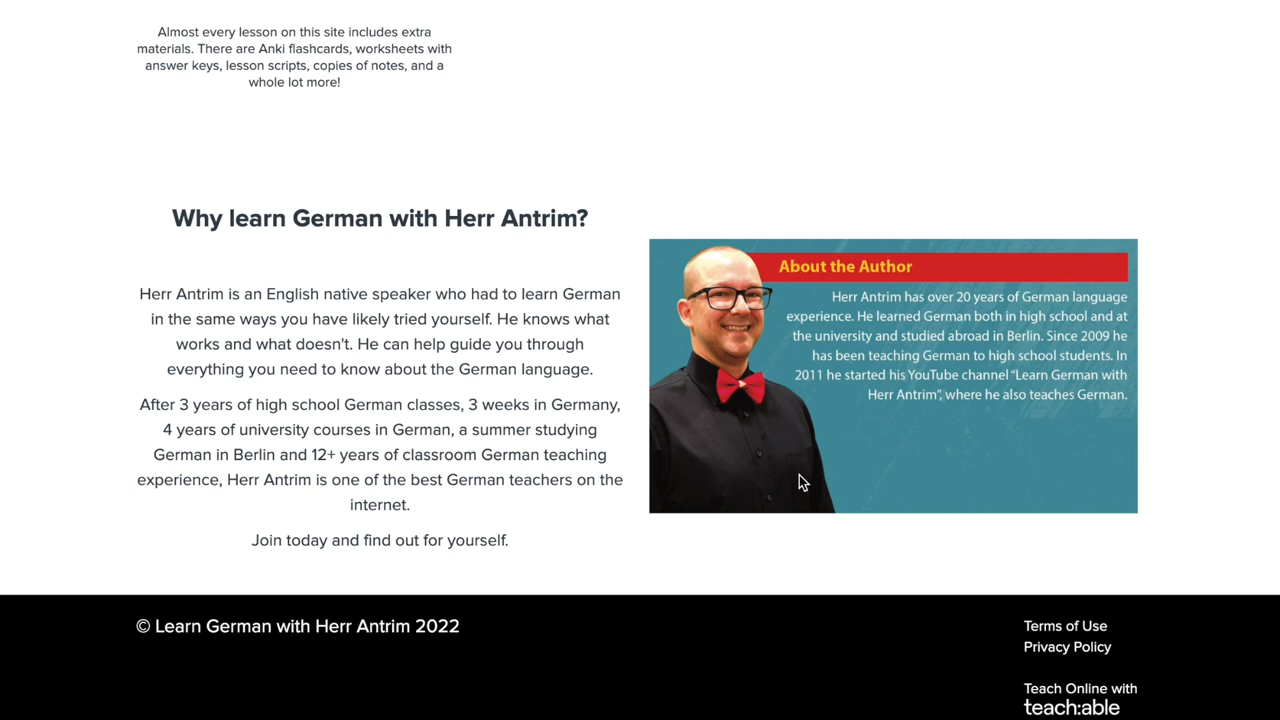 Almost every lesson on this site includes extra
materials. There are Anki flashcards, worksheets with
answer keys, lesson scripts, copies of notes, and a
whole lot more!
Why learn German with Herr Antrim?
Herr Antrim is an English native speaker who had to learn German
in the same ways you have likely tried yourself. He knows what
works and what doesn't. He can help guide you through
everything you need to know about the German language.
After 3 years of high school German classes, 3 weeks in Germany,
4 years of university courses in German, a summer studying
German in Berlin and 12+ years of classroom German teaching
experience, Herr Antrim is one of the best German teachers on the
internet.
Join today and find out for yourself.
About the Author
Herr Antrim has over 20 years of German language
experience. He learned German both in high school and at
the university and studied abroad in Berlin. Since 2009 he
has been teaching German to high school students. In
2011 he started his YouTube channel “Learn German with
Herr Antrim”, where he also teaches German.
© Learn German with Herr Antrim 2022
Terms of Use
Privacy Policy
Teach Online with
teach:able